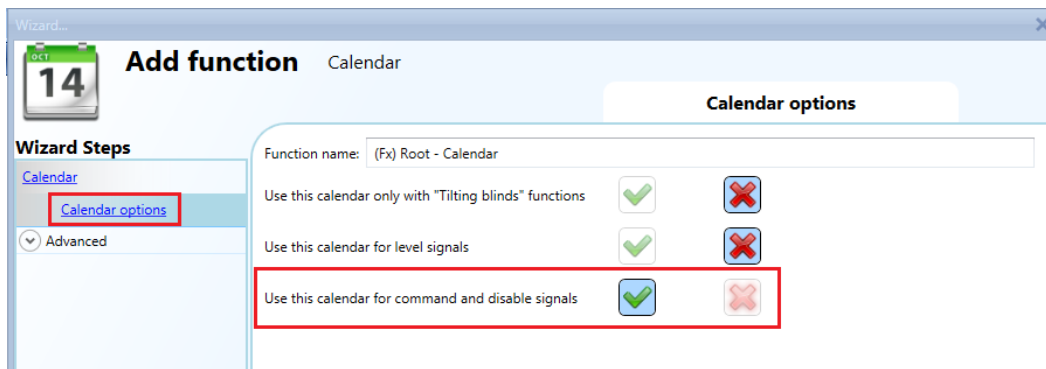 Wizard...
OCT
14
Add function Calendar
Calendar options
Wizard Steps
Calendar
Calendar options
Advanced
Function name: (Fx) Root - Calendar
Use this calendar only with "Tilting blinds" functions
Use this calendar for level signals
Use this calendar for command and disable signals